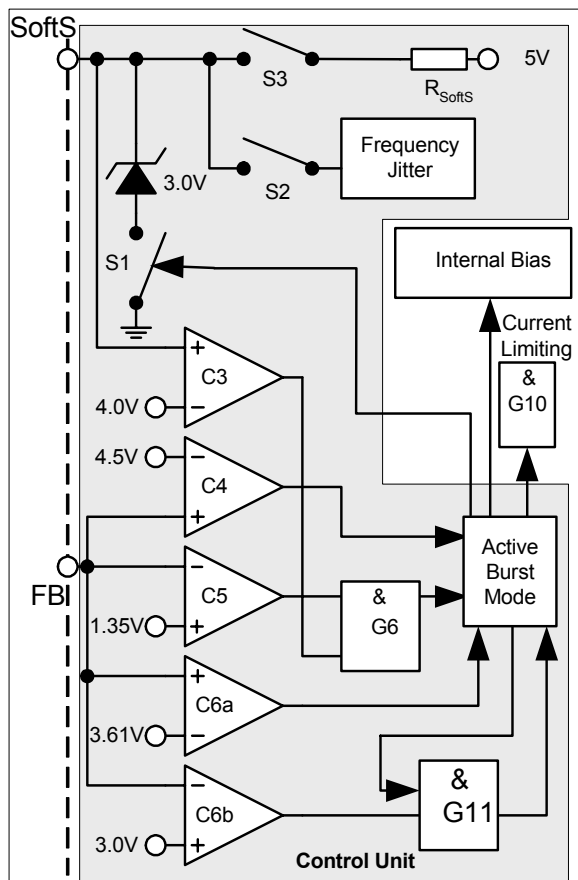 SoftS
5V
S3
R_SoftS
Frequency
Jitter
3.0V
S2
S1
Internal Bias
Current
Limiting
C3
4.0V
&
G10
4.5V
C4
Active
Burst
Mode
FB
C5
&
G6
1.35V
C6a
3.61V
&
G11
C6b
3.0V
Control Unit